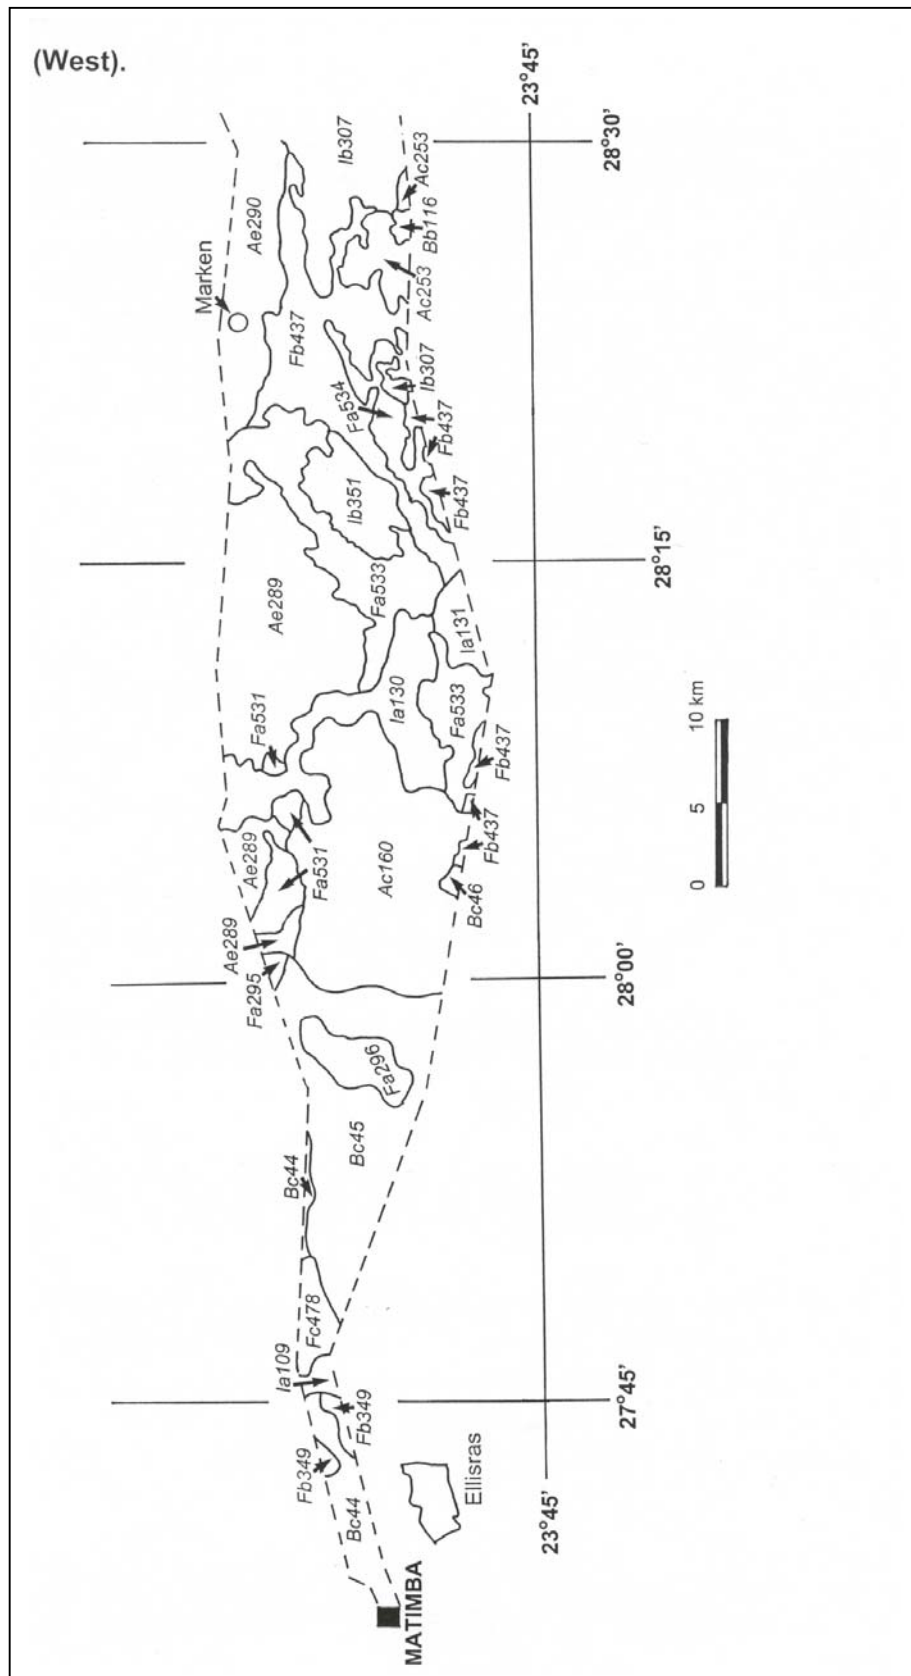 (West).
23°45'
28°30'
Ib307
Ac253
Ae290
Bb116
Marken
Ac253
Fb437
Ib307
Fa534
Fb437
Fb437
Ib351
28°15'
Fa533
Ae289
Ia131
Ia130
Fa533
Fa531
10 km
5
0
Fb437
Fb437
Ae289
Fa531
Ac160
Bc46
Ae289
Fa295
28°00'
Fa296
Bc45
Bc44
Fc478
Ia109
27°45'
Fb349
Fb349
Ellisras
Bc44
23°45'
MATIMBA